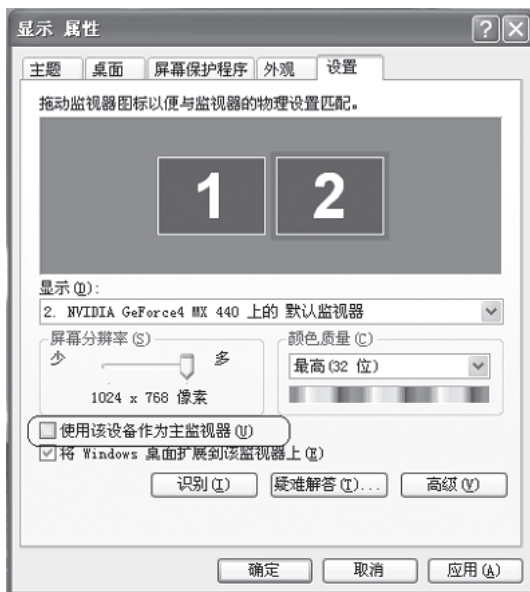 显示 属性
主题 桌面 屏幕保护程序 外观 设置
拖动监视器图标以便与监视器的物理设置匹配。
1 2
显示(D):
2. NVIDIA GeForce4 MX 440 上的 默认监视器
屏幕分辨率(S) 颜色质量(C)
少 多 最高(32 位)
1024 x 768 像素
使用该设备作为主监视器(U)
将 Windows 桌面扩展到该监视器上(E)
识别(I) 疑难解答(T)... 高级(V)
确定 取消 应用(A)